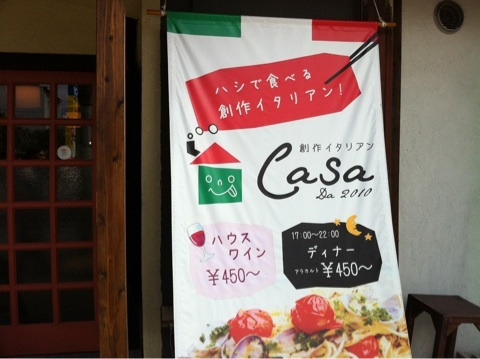 ハシで食べる
創作イタリアン!
創作イタリアン
Casa
Da 2010
ハウス
ワイン
¥450～
17:00～22:00
ディナー
アラカルト ¥450～